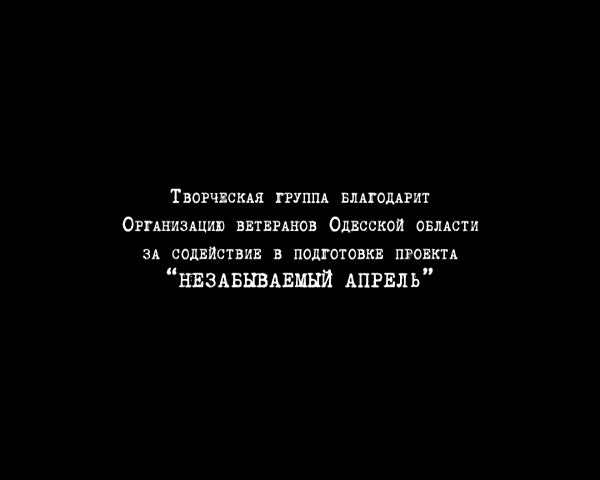 Творческая группа благодарит
Организацию ветеранов Одесской области
за содействие в подготовке проекта
“НЕЗАБЫВАЕМЫЙ АПРЕЛЬ”